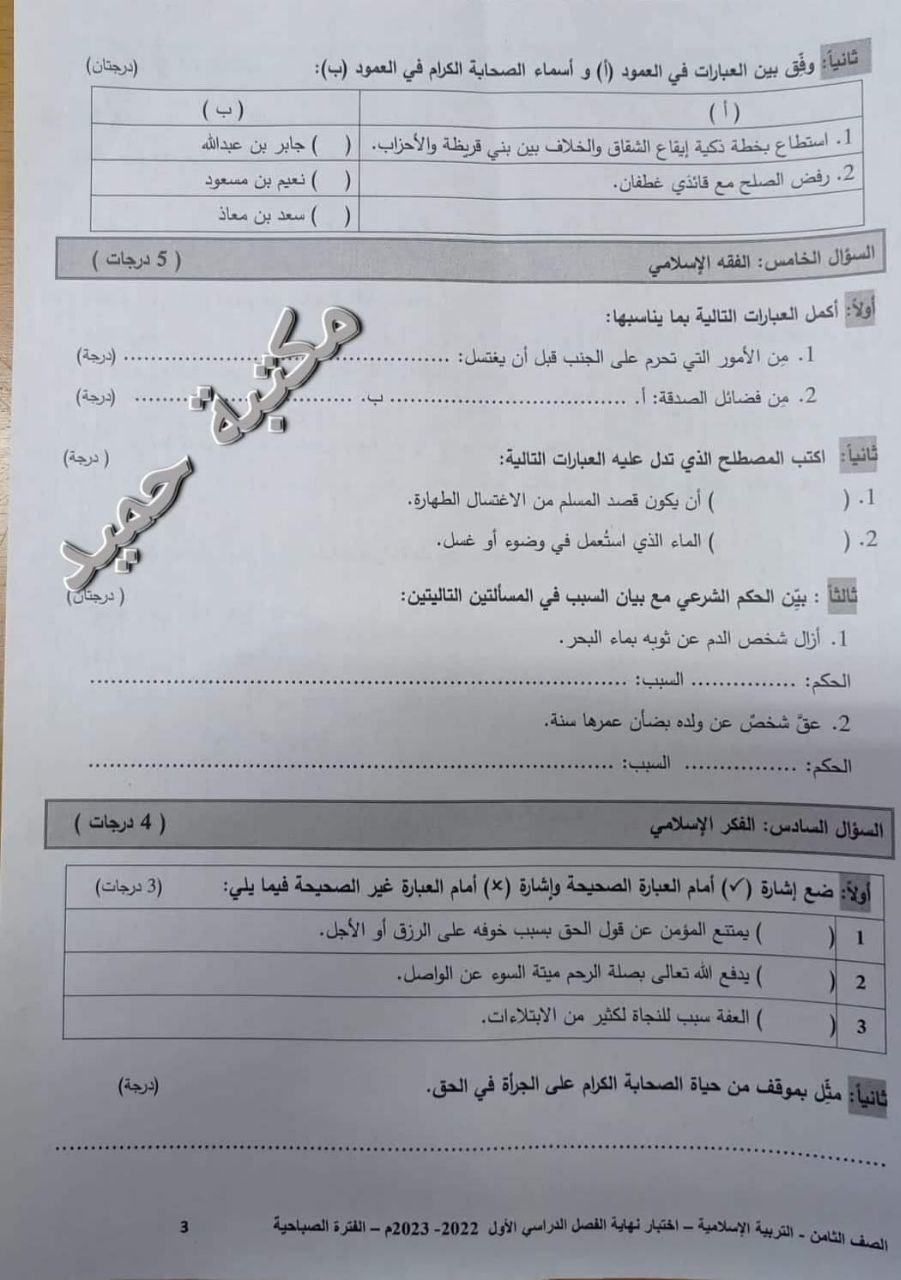 ثانياً: وفِّق بين العبارات في العمود (أ) و أسماء الصحابة الكرام في العمود (ب): (درجتان)
( أ ) ( ب )
1. استطاع بخطة ذكية إيقاع الشقاق والخلاف بين بني قريظة والأحزاب. ( ) جابر بن عبدالله
2. رفض الصلح مع قائدي غطفان. ( ) نعيم بن مسعود
( ) سعد بن معاذ
السؤال الخامس: الفقه الإسلامي ( 5 درجات )
أولاً: أكمل العبارات التالية بما يناسبها:
1. مِن الأمور التي تحرم على الجنب قبل أن يغتسل: ............................................... (درجة)
2. مِن فضائل الصدقة: أ. .................................. ب. ................................ (درجة)
ثانياً: اكتب المصطلح الذي تدل عليه العبارات التالية: ( درجة)
1. ( ) أن يكون قصد المسلم من الاغتسال الطهارة.
2. ( ) الماء الذي استُعمل في وضوء أو غسل.
ثالثاً : بيِّن الحكم الشرعي مع بيان السبب في المسألتين التاليتين: ( درجتان)
1. أزال شخص الدم عن ثوبه بماء البحر.
الحكم: ................ السبب: ................................................................................
2. عقَّ شخصٌ عن ولده بضأن عمرها سنة.
الحكم: ................ السبب: ................................................................................
السؤال السادس: الفكر الإسلامي ( 4 درجات )
أولاً: ضع إشارة (✓) أمام العبارة الصحيحة وإشارة (×) أمام العبارة غير الصحيحة فيما يلي: (3 درجات)
1 ( ) يمتنع المؤمن عن قول الحق بسبب خوفه على الرزق أو الأجل.
2 ( ) يدفع الله تعالى بصلة الرحم ميتة السوء عن الواصل.
3 ( ) العفة سبب للنجاة لكثير من الابتلاءات.
ثانياً: مثِّل بموقف من حياة الصحابة الكرام على الجرأة في الحق. (درجة)
................................................................................................................
الصف الثامن - التربية الإسلامية – اختبار نهاية الفصل الدراسي الأول 2022- 2023م – الفترة الصباحية 3
مكتبة حميد